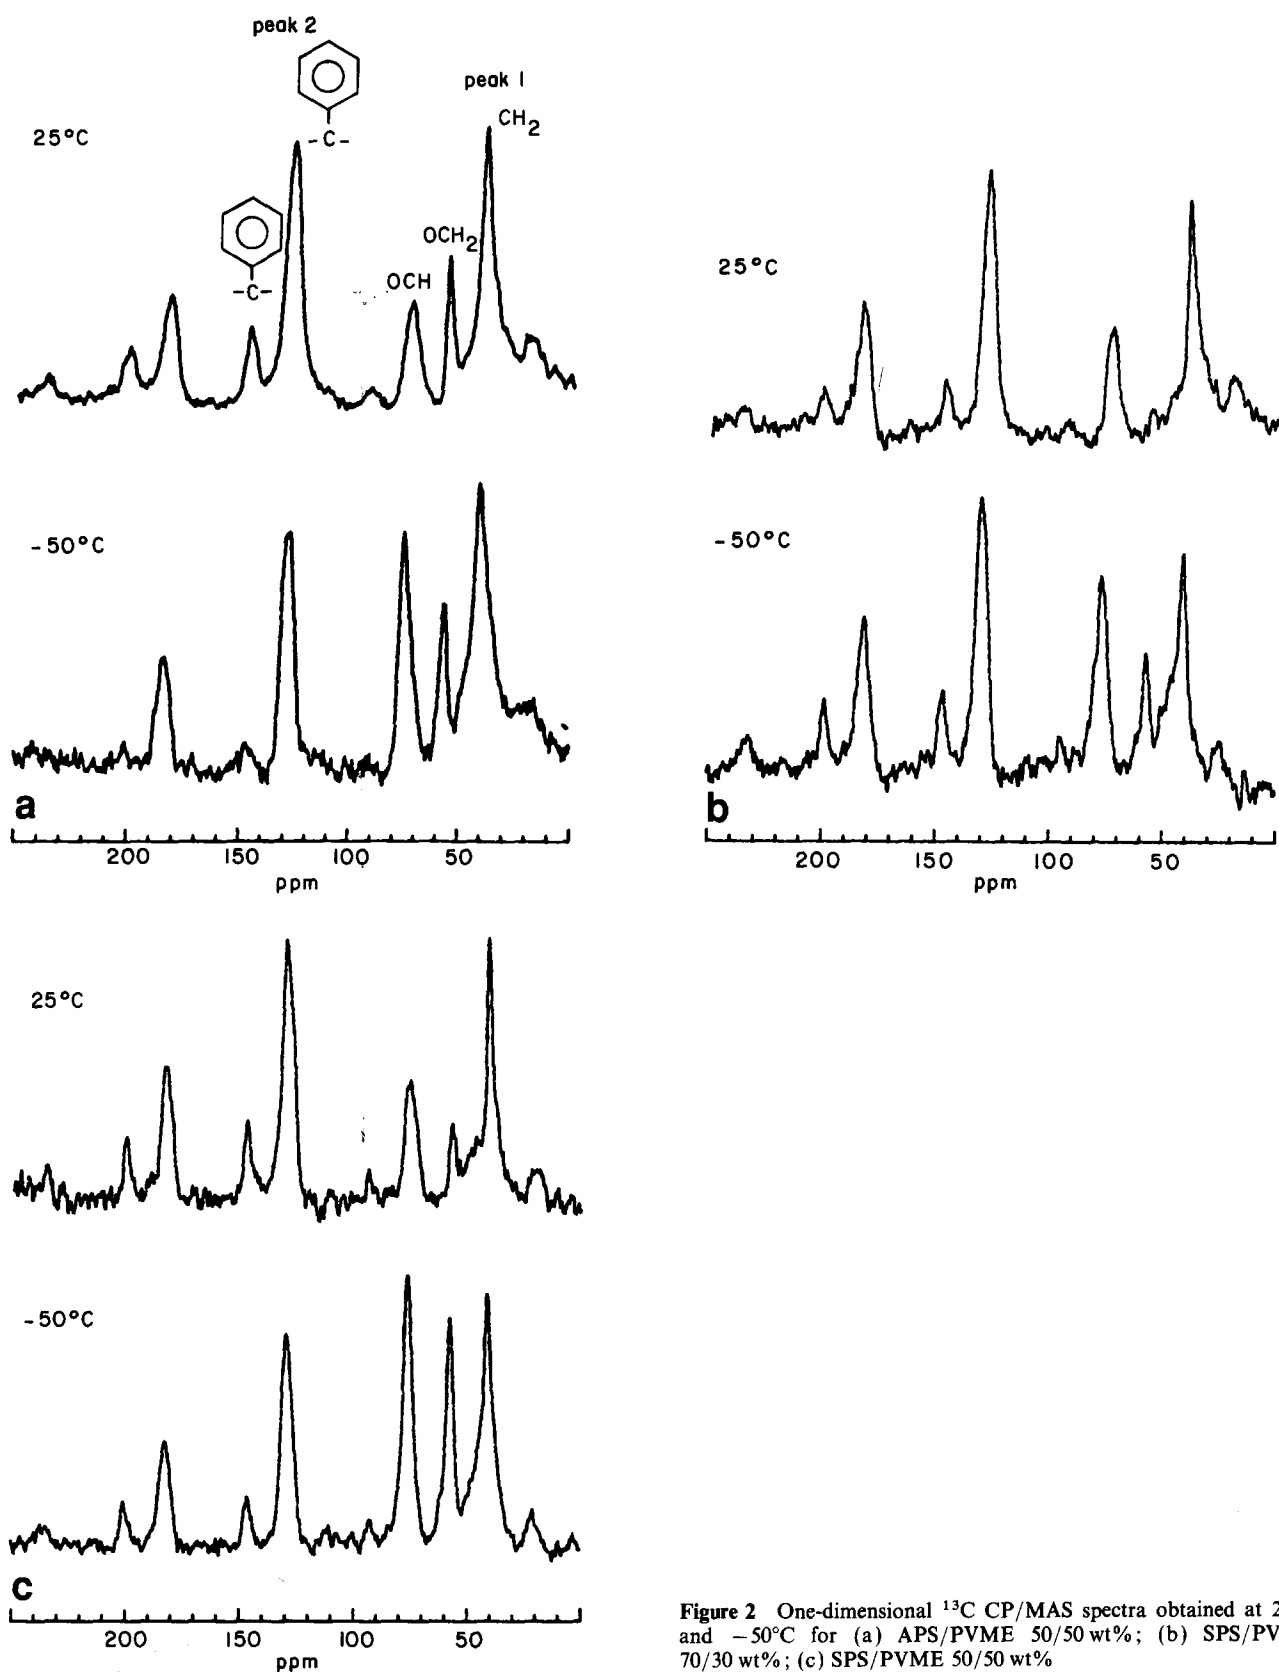 peak 2
peak 1
CH2
25°C
-C-
OCH2
OCH
-C-
-50°C
a
200 150 100 50
ppm
25°C
-50°C
b
200 150 100 50
ppm
25°C
-50°C
c
200 150 100 50
ppm
Figure 2 One-dimensional 13C CP/MAS spectra obtained at 2
and −50°C for (a) APS/PVME 50/50 wt%; (b) SPS/PV
70/30 wt%; (c) SPS/PVME 50/50 wt%